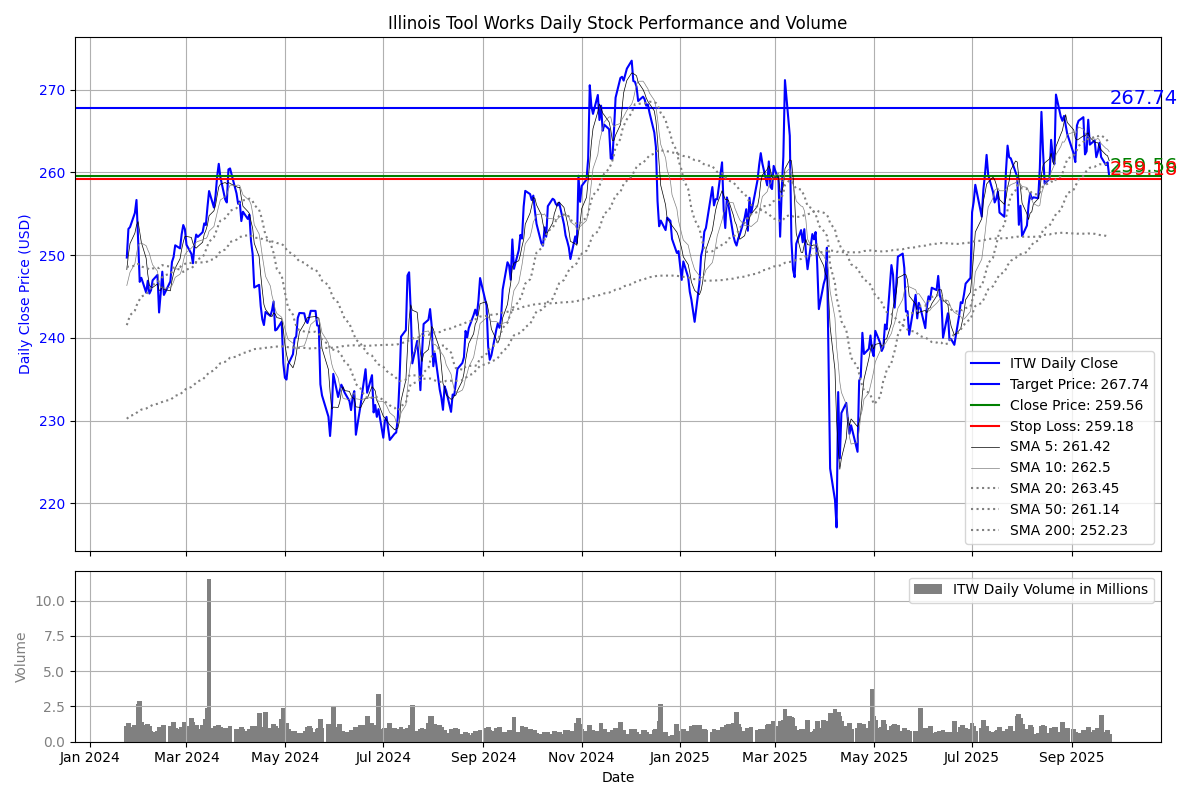 Illinois Tool Works Daily Stock Performance and Volume
Daily Close Price (USD)
270
260
250
240
230
220
267.74
259.56
259.18
ITW Daily Close
Target Price: 267.74
Close Price: 259.56
Stop Loss: 259.18
SMA 5: 261.42
SMA 10: 262.5
SMA 20: 263.45
SMA 50: 261.14
SMA 200: 252.23
Volume
10.0
7.5
5.0
2.5
0.0
ITW Daily Volume in Millions
Jan 2024 Mar 2024 May 2024 Jul 2024 Sep 2024 Nov 2024 Jan 2025 Mar 2025 May 2025 Jul 2025 Sep 2025
Date